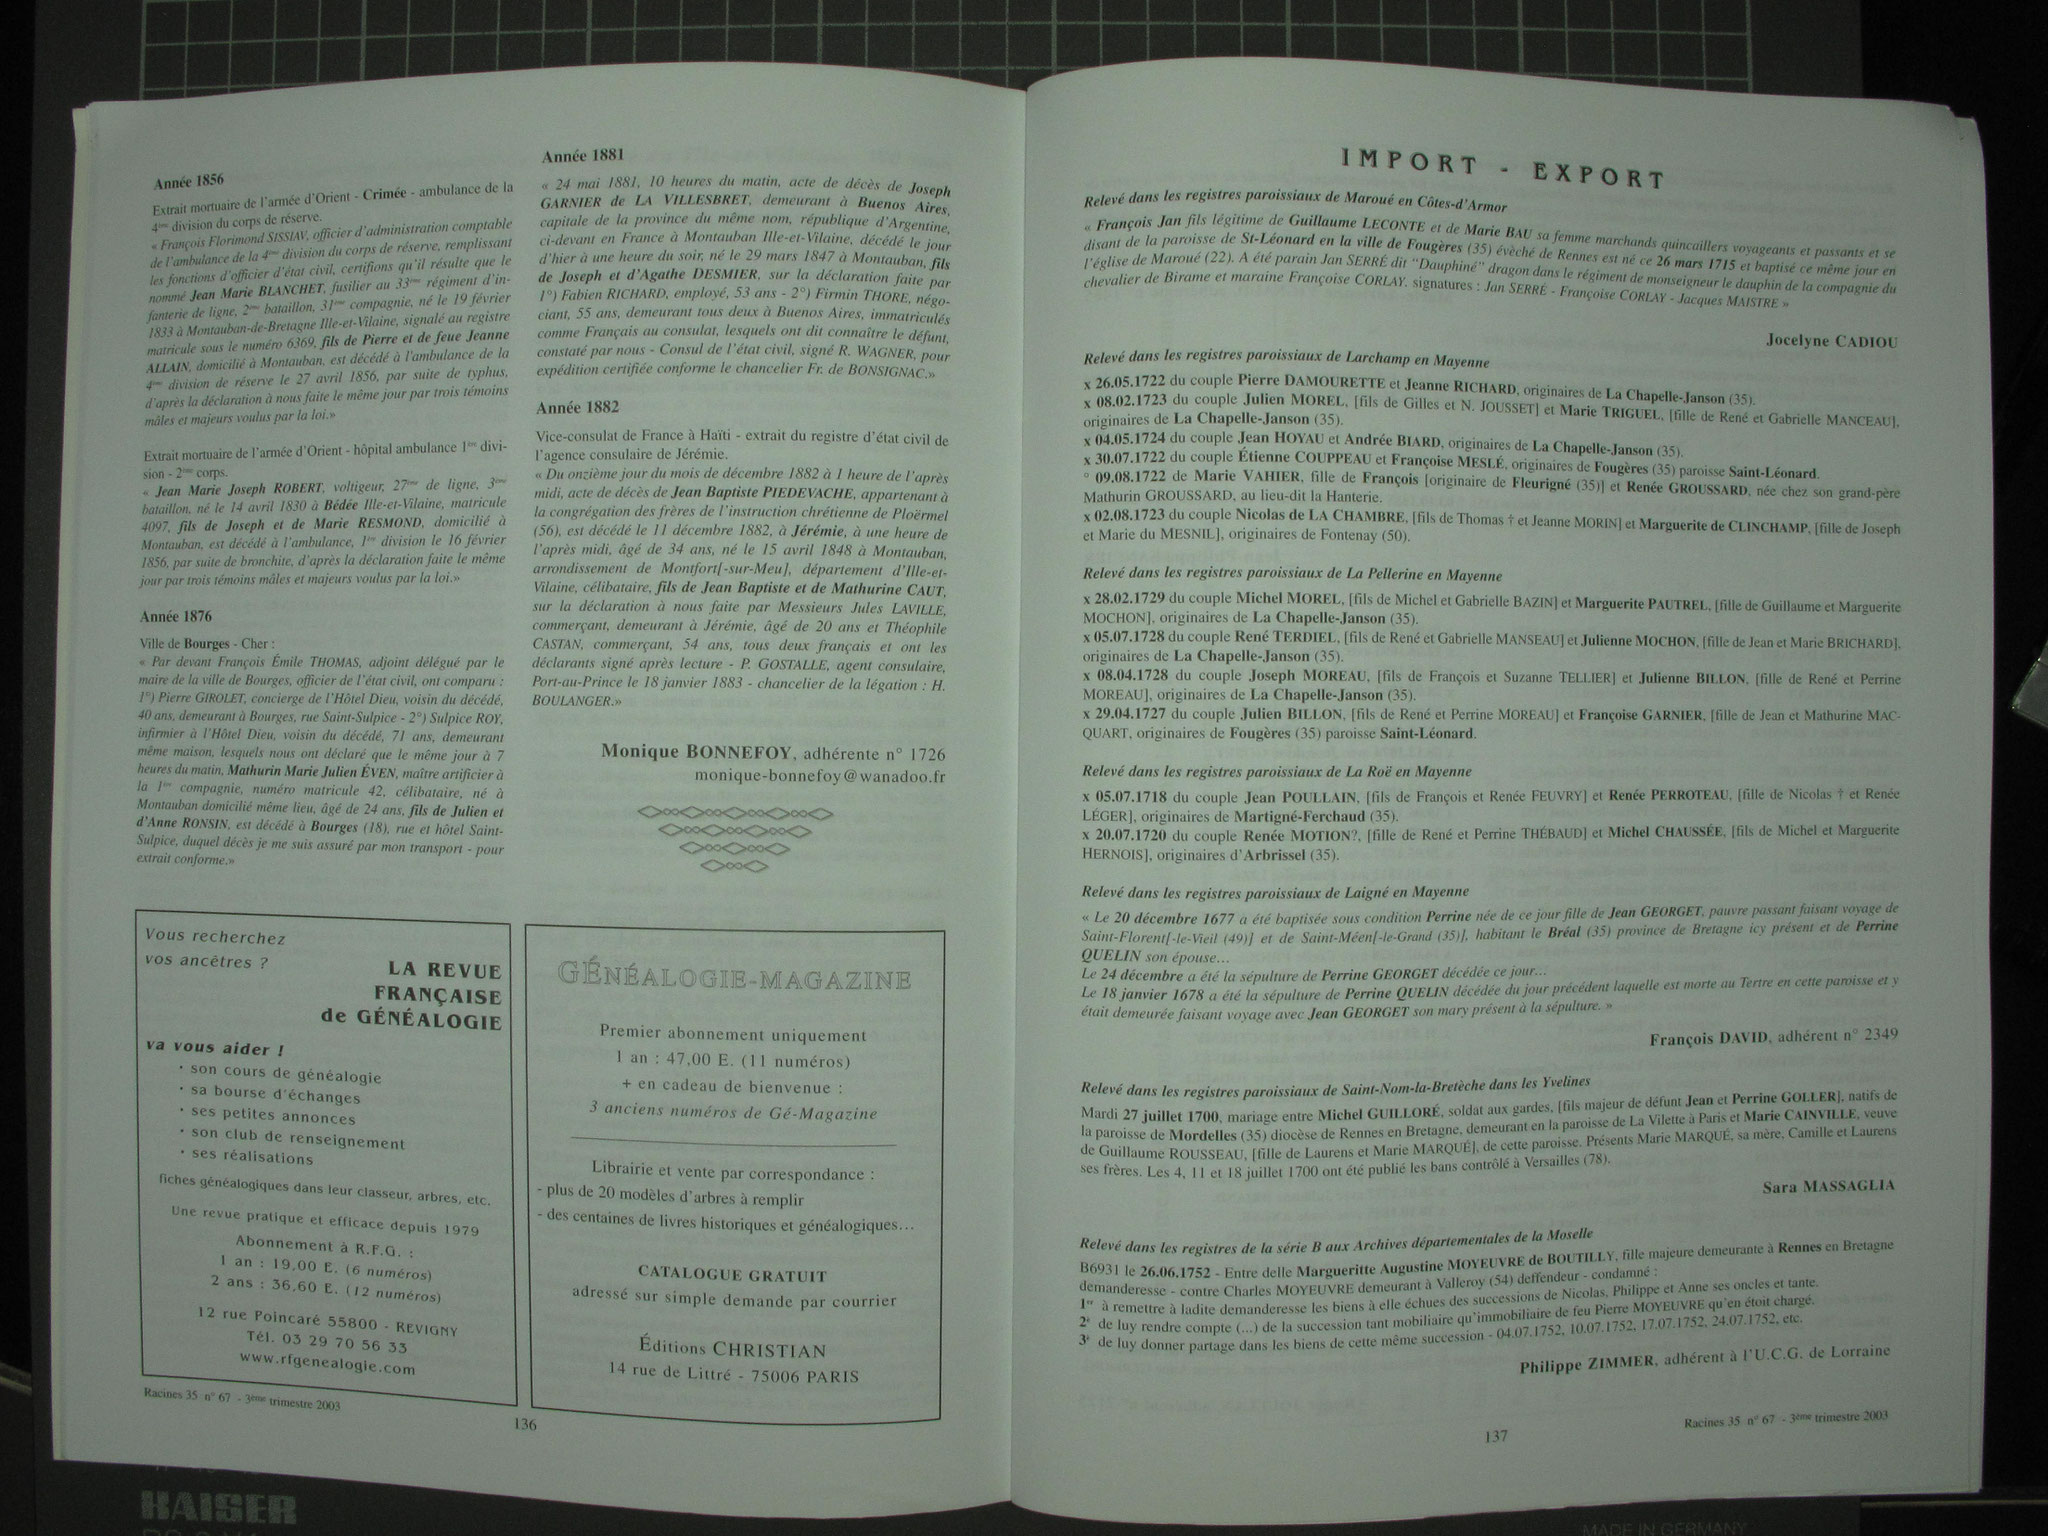 Année 1856
Extrait mortuaire de l'armée d'Orient - Crimée - ambulance de la
4ème division du corps de réserve.
« François Florimond SISSIAV, officier d'administration comptable
de l'ambulance de la 4ème division du corps de réserve, remplissant
les fonctions d'officier d'état civil, certifions qu'il résulte que le
nommé Jean Marie BLANCHET, fusilier au 33ème régiment d'in-
fanterie de ligne, 2ème bataillon, 31ème compagnie, né le 19 février
1833 à Montauban-de-Bretagne Ille-et-Vilaine, signalé au registre
matricule sous le numéro 6369, fils de Pierre et de feue Jeanne
ALLAIN, domicilié à Montauban, est décédé à l'ambulance de la
4ème division de réserve le 27 avril 1856, par suite de typhus,
d'après la déclaration à nous faite le même jour par trois témoins
mâles et majeurs voulus par la loi.»
Extrait mortuaire de l'armée d'Orient - hôpital ambulance 1ère divi-
sion - 2ème corps.
« Jean Marie Joseph ROBERT, voltigeur, 27ème de ligne, 3ème
bataillon, né le 14 avril 1830 à Bédée Ille-et-Vilaine, matricule
4097, fils de Joseph et de Marie RESMOND, domicilié à
Montauban, est décédé à l'ambulance, 1ère division le 16 février
1856, par suite de bronchite, d'après la déclaration faite le même
jour par trois témoins mâles et majeurs voulus par la loi.»
Année 1876
Ville de Bourges - Cher :
« Par devant François Émile THOMAS, adjoint délégué par le
maire de la ville de Bourges, officier de l'état civil, ont comparu :
1°) Pierre GIROLET, concierge de l'Hôtel Dieu, voisin du décédé,
40 ans, demeurant à Bourges, rue Saint-Sulpice - 2°) Sulpice ROY,
infirmier à l'Hôtel Dieu, voisin du décédé, 71 ans, demeurant
même maison, lesquels nous ont déclaré que le même jour à 7
heures du matin, Mathurin Marie Julien ÉVEN, maître artificier à
la 1ère compagnie, numéro matricule 42, célibataire, né à
Montauban domicilié même lieu, âgé de 24 ans, fils de Julien et
d'Anne RONSIN, est décédé à Bourges (18), rue et hôtel Saint-
Sulpice, duquel décès je me suis assuré par mon transport - pour
extrait conforme.»
Année 1881
« 24 mai 1881, 10 heures du matin, acte de décès de Joseph
GARNIER de LA VILLESBRET, demeurant à Buenos Aires,
capitale de la province du même nom, république d'Argentine,
ci-devant en France à Montauban Ille-et-Vilaine, décédé le jour
d'hier à une heure du soir, né le 29 mars 1847 à Montauban, fils
de Joseph et d'Agathe DESMIER, sur la déclaration faite par
1°) Fabien RICHARD, employé, 53 ans - 2°) Firmin THORE, négo-
ciant, 55 ans, demeurant tous deux à Buenos Aires, immatriculés
comme Français au consulat, lesquels ont dit connaître le défunt,
constaté par nous - Consul de l'état civil, signé R. WAGNER, pour
expédition certifiée conforme le chancelier Fr. de BONSIGNAC.»
Année 1882
Vice-consulat de France à Haïti - extrait du registre d'état civil de
l'agence consulaire de Jérémie.
« Du onzième jour du mois de décembre 1882 à 1 heure de l'après
midi, acte de décès de Jean Baptiste PIEDEVACHE, appartenant à
la congrégation des frères de l'instruction chrétienne de Ploërmel
(56), est décédé le 11 décembre 1882, à Jérémie, à une heure de
l'après midi, âgé de 34 ans, né le 15 avril 1848 à Montauban,
arrondissement de Montfort[-sur-Meu], département d'Ille-et-
Vilaine, célibataire, fils de Jean Baptiste et de Mathurine CAUT,
sur la déclaration à nous faite par Messieurs Jules LAVILLE,
commerçant, demeurant à Jérémie, âgé de 20 ans et Théophile
CASTAN, commerçant, 54 ans, tous deux français et ont les
déclarants signé après lecture - P. GOSTALLE, agent consulaire,
Port-au-Prince le 18 janvier 1883 - chancelier de la légation : H.
BOULANGER.»
Monique BONNEFOY, adhérente n° 1726
monique-bonnefoy@wanadoo.fr
Vous recherchez
vos ancêtres ?
LA REVUE
FRANÇAISE
de GÉNÉALOGIE
va vous aider !
• son cours de généalogie
• sa bourse d'échanges
• ses petites annonces
• son club de renseignement
• ses réalisations
fiches généalogiques dans leur classeur, arbres, etc.
Une revue pratique et efficace depuis 1979
Abonnement à R.F.G. :
1 an : 19,00 E. (6 numéros)
2 ans : 36,60 E. (12 numéros)
12 rue Poincaré 55800 - REVIGNY
Tél. 03 29 70 56 33
www.rfgenealogie.com
GÉNÉALOGIE-MAGAZINE
Premier abonnement uniquement
1 an : 47,00 E. (11 numéros)
+ en cadeau de bienvenue :
3 anciens numéros de Gé-Magazine
Librairie et vente par correspondance :
- plus de 20 modèles d'arbres à remplir
- des centaines de livres historiques et généalogiques...
CATALOGUE GRATUIT
adressé sur simple demande par courrier
Éditions CHRISTIAN
14 rue de Littré - 75006 PARIS
Racines 35 n° 67 - 3ème trimestre 2003
136
IMPORT - EXPORT
Relevé dans les registres paroissiaux de Maroué en Côtes-d'Armor
« François Jan fils légitime de Guillaume LECONTE et de Marie BAU sa femme marchands quincaillers voyageants et passants et se
disant de la paroisse de St-Léonard en la ville de Fougères (35) évèché de Rennes est né ce 26 mars 1715 et baptisé ce même jour en
l'église de Maroué (22). A été parain Jan SERRÉ dit "Dauphiné" dragon dans le régiment de monseigneur le dauphin de la compagnie du
chevalier de Birame et maraine Françoise CORLAY. signatures : Jan SERRÉ - Françoise CORLAY - Jacques MAISTRE »
Jocelyne CADIOU
Relevé dans les registres paroissiaux de Larchamp en Mayenne
x 26.05.1722 du couple Pierre DAMOURETTE et Jeanne RICHARD, originaires de La Chapelle-Janson (35).
x 08.02.1723 du couple Julien MOREL, [fils de Gilles et N. JOUSSET] et Marie TRIGUEL, [fille de René et Gabrielle MANCEAU],
originaires de La Chapelle-Janson (35).
x 04.05.1724 du couple Jean HOYAU et Andrée BIARD, originaires de La Chapelle-Janson (35).
x 30.07.1722 du couple Étienne COUPPEAU et Françoise MESLÉ, originaires de Fougères (35) paroisse Saint-Léonard.
° 09.08.1722 de Marie VAHIER, fille de François [originaire de Fleurigné (35)] et Renée GROUSSARD, née chez son grand-père
Mathurin GROUSSARD, au lieu-dit la Hanterie.
x 02.08.1723 du couple Nicolas de LA CHAMBRE, [fils de Thomas † et Jeanne MORIN] et Marguerite de CLINCHAMP, [fille de Joseph
et Marie du MESNIL], originaires de Fontenay (50).
Relevé dans les registres paroissiaux de La Pellerine en Mayenne
x 28.02.1729 du couple Michel MOREL, [fils de Michel et Gabrielle BAZIN] et Marguerite PAUTREL, [fille de Guillaume et Marguerite
MOCHON], originaires de La Chapelle-Janson (35).
x 05.07.1728 du couple René TERDIEL, [fils de René et Gabrielle MANSEAU] et Julienne MOCHON, [fille de Jean et Marie BRICHARD],
originaires de La Chapelle-Janson (35).
x 08.04.1728 du couple Joseph MOREAU, [fils de François et Suzanne TELLIER] et Julienne BILLON, [fille de René et Perrine
MOREAU], originaires de La Chapelle-Janson (35).
x 29.04.1727 du couple Julien BILLON, [fils de René et Perrine MOREAU] et Françoise GARNIER, [fille de Jean et Mathurine MAC-
QUART, originaires de Fougères (35) paroisse Saint-Léonard.
Relevé dans les registres paroissiaux de La Roë en Mayenne
x 05.07.1718 du couple Jean POULLAIN, [fils de François et Renée FEUVRY] et Renée PERROTEAU, [fille de Nicolas † et Renée
LÉGER], originaires de Martigné-Ferchaud (35).
x 20.07.1720 du couple Renée MOTION?, [fille de René et Perrine THÉBAUD] et Michel CHAUSSÉE, [fils de Michel et Marguerite
HERNOIS], originaires d'Arbrissel (35).
Relevé dans les registres paroissiaux de Laigné en Mayenne
« Le 20 décembre 1677 a été baptisée sous condition Perrine née de ce jour fille de Jean GEORGET, pauvre passant faisant voyage de
Saint-Florent[-le-Vieil (49)] et de Saint-Méen[-le-Grand (35)], habitant le Bréal (35) province de Bretagne icy présent et de Perrine
QUELIN son épouse...
Le 24 décembre a été la sépulture de Perrine GEORGET décédée ce jour...
Le 18 janvier 1678 a été la sépulture de Perrine QUELIN décédée du jour précédent laquelle est morte au Tertre en cette paroisse et y
était demeurée faisant voyage avec Jean GEORGET son mary présent à la sépulture. »
François DAVID, adhérent n° 2349
Relevé dans les registres paroissiaux de Saint-Nom-la-Bretèche dans les Yvelines
Mardi 27 juillet 1700, mariage entre Michel GUILLORÉ, soldat aux gardes, [fils majeur de défunt Jean et Perrine GOLLER], natifs de
la paroisse de Mordelles (35) diocèse de Rennes en Bretagne, demeurant en la paroisse de La Vilette à Paris et Marie CAINVILLE, veuve
de Guillaume ROUSSEAU, [fille de Laurens et Marie MARQUÉ], de cette paroisse. Présents Marie MARQUÉ, sa mère, Camille et Laurens
ses frères. Les 4, 11 et 18 juillet 1700 ont été publié les bans contrôlé à Versailles (78).
Sara MASSAGLIA
Relevé dans les registres de la série B aux Archives départementales de la Moselle
B6931 le 26.06.1752 - Entre delle Margueritte Augustine MOYEUVRE de BOUTILLY, fille majeure demeurante à Rennes en Bretagne
demanderesse - contre Charles MOYEUVRE demeurant à Valleroy (54) deffendeur - condamné :
1er à remettre à ladite demanderesse les biens à elle échues des successions de Nicolas, Philippe et Anne ses oncles et tante.
2e de luy rendre compte (...) de la succession tant mobiliaire qu'immobiliaire de feu Pierre MOYEUVRE qu'en étoit chargé.
3e de luy donner partage dans les biens de cette même succession - 04.07.1752, 10.07.1752, 17.07.1752, 24.07.1752, etc.
Philippe ZIMMER, adhérent à l'U.C.G. de Lorraine
Racines 35 n° 67 - 3ème trimestre 2003
137
KAISER
MADE IN GERMANY